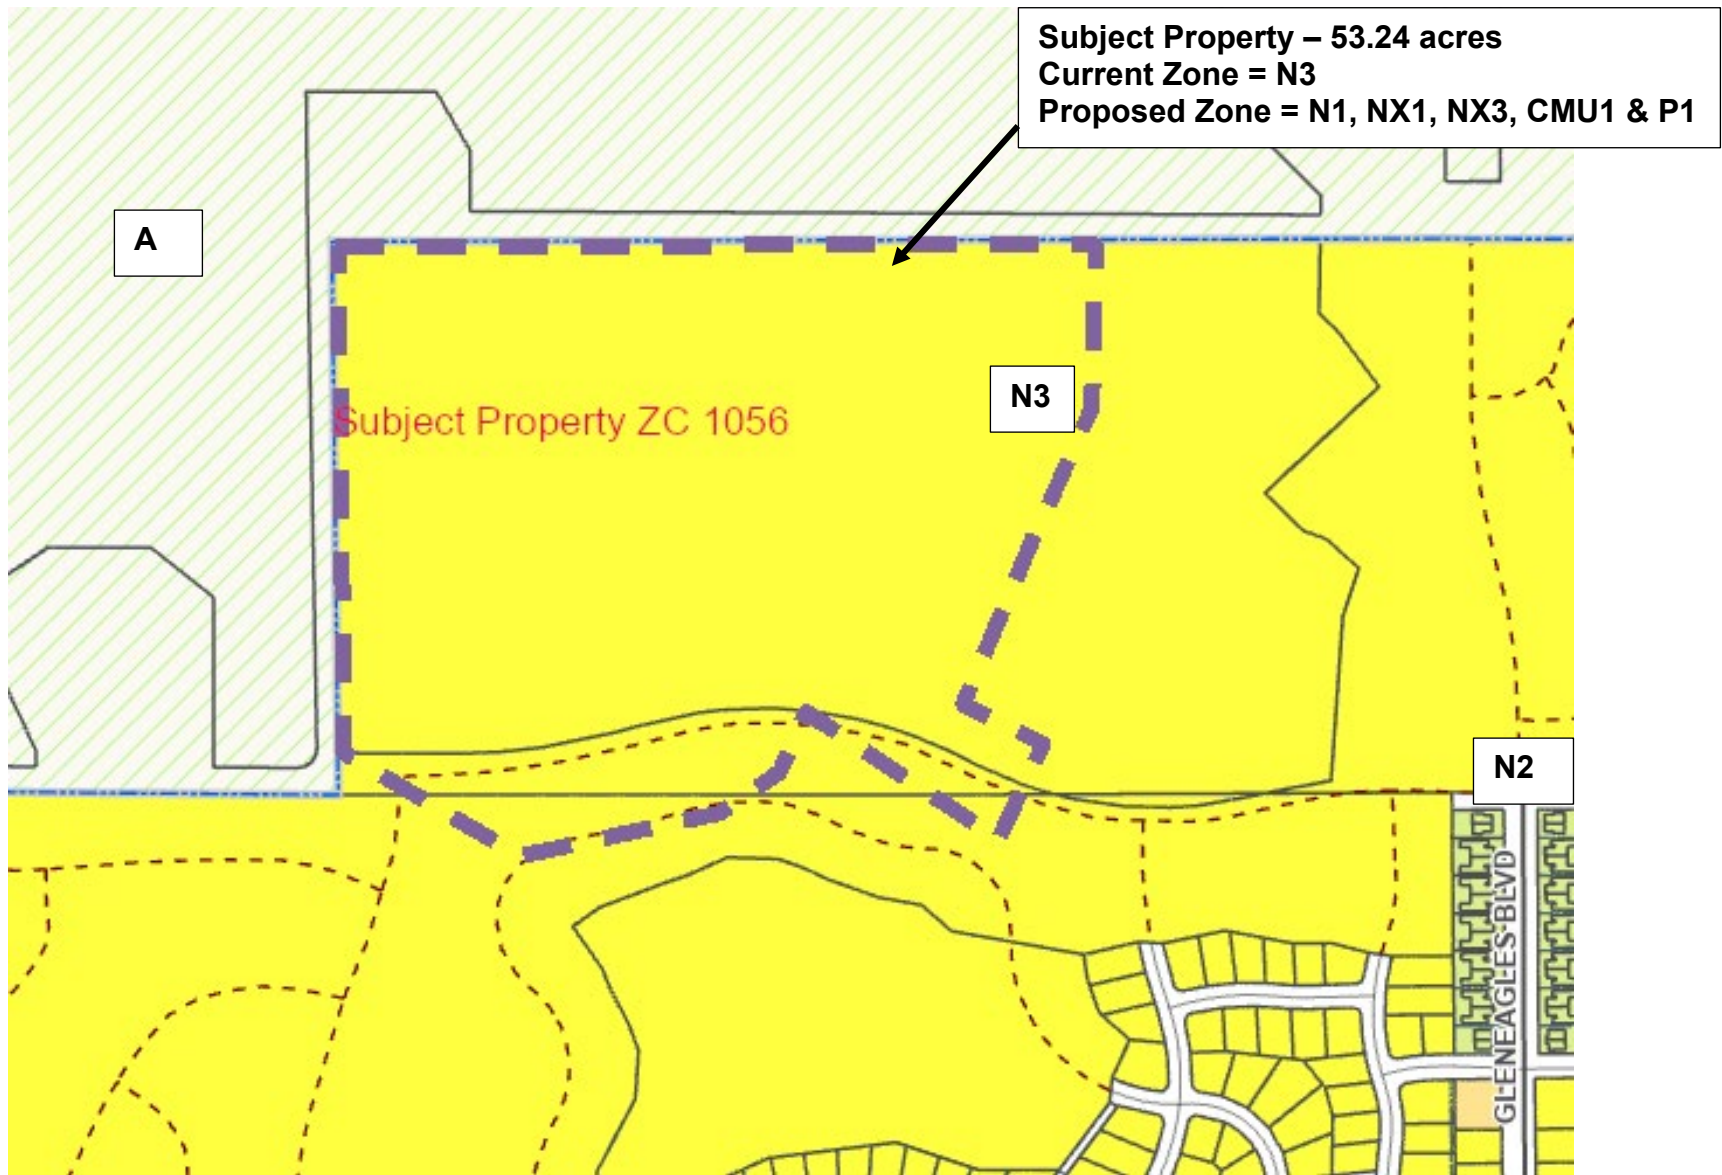 Subject Property – 53.24 acres
Current Zone = N3
Proposed Zone = N1, NX1, NX3, CMU1 & P1
A
N3
Subject Property ZC 1056
N2
GLENEAGLES BLVD